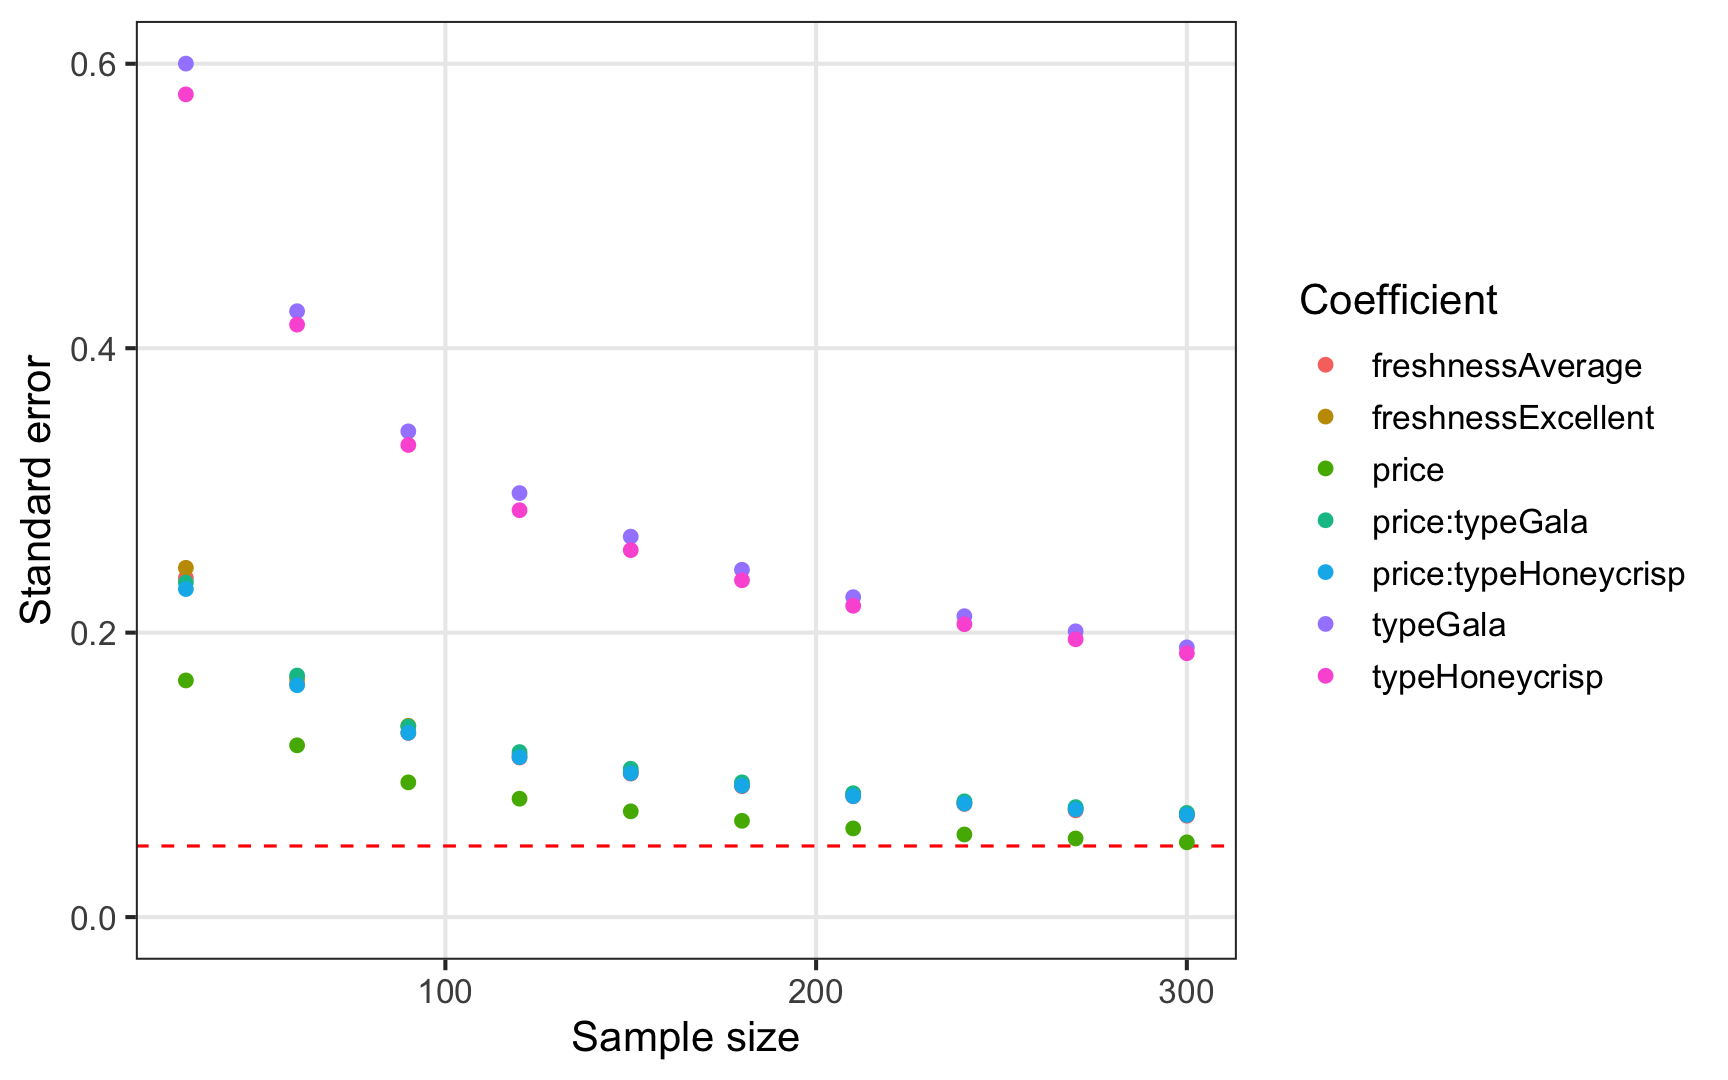 0.6
0.4
0.2
0.0
Standard error
100
200
300
Sample size
Coefficient
freshnessAverage
freshnessExcellent
price
price:typeGala
price:typeHoneycrisp
typeGala
typeHoneycrisp